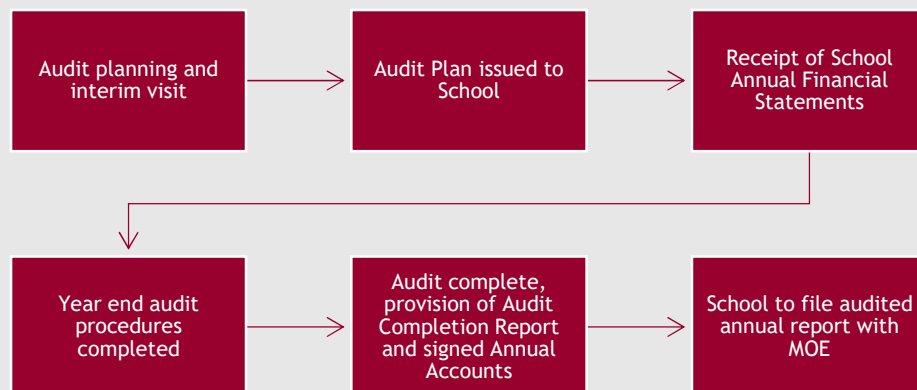 Audit planning and
interim visit
Audit Plan issued to
School
Receipt of School
Annual Financial
Statements
Year end audit
procedures
completed
Audit complete,
provision of Audit
Completion Report
and signed Annual
Accounts
School to file audited
annual report with
MOE